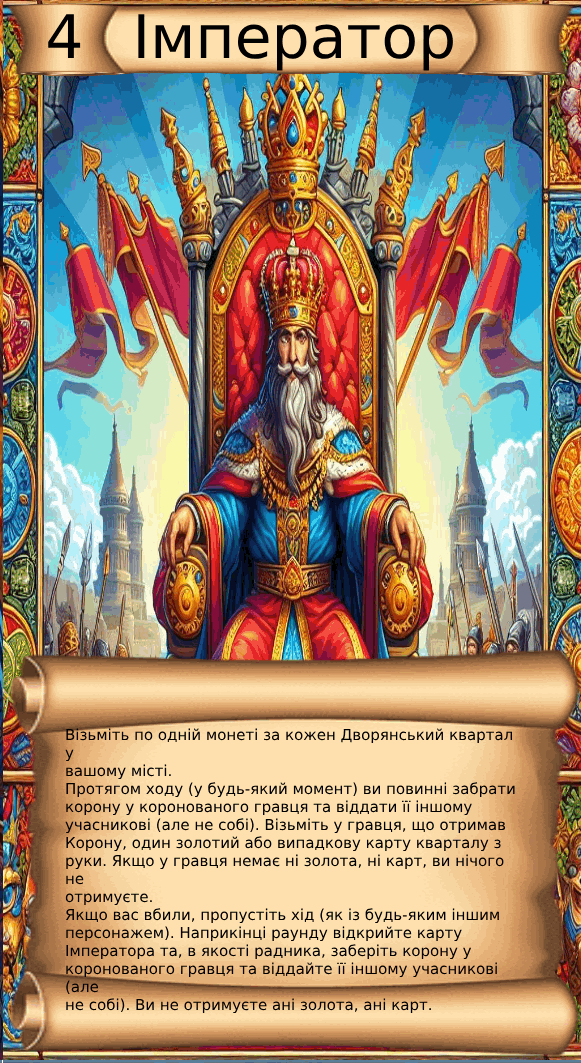 4 Імператор
Візьміть по одній монеті за кожен Дворянський квартал
у
вашому місті.
Протягом ходу (у будь-який момент) ви повинні забрати
корону у коронованого гравця та віддати її іншому
учасникові (але не собі). Візьміть у гравця, що отримав
Корону, один золотий або випадкову карту кварталу з
руки. Якщо у гравця немає ні золота, ні карт, ви нічого
не
отримуєте.
Якщо вас вбили, пропустіть хід (як із будь-яким іншим
персонажем). Наприкінці раунду відкрийте карту
Імператора та, в якості радника, заберіть корону у
коронованого гравця та віддайте її іншому учасникові
(але
не собі). Ви не отримуєте ані золота, ані карт.